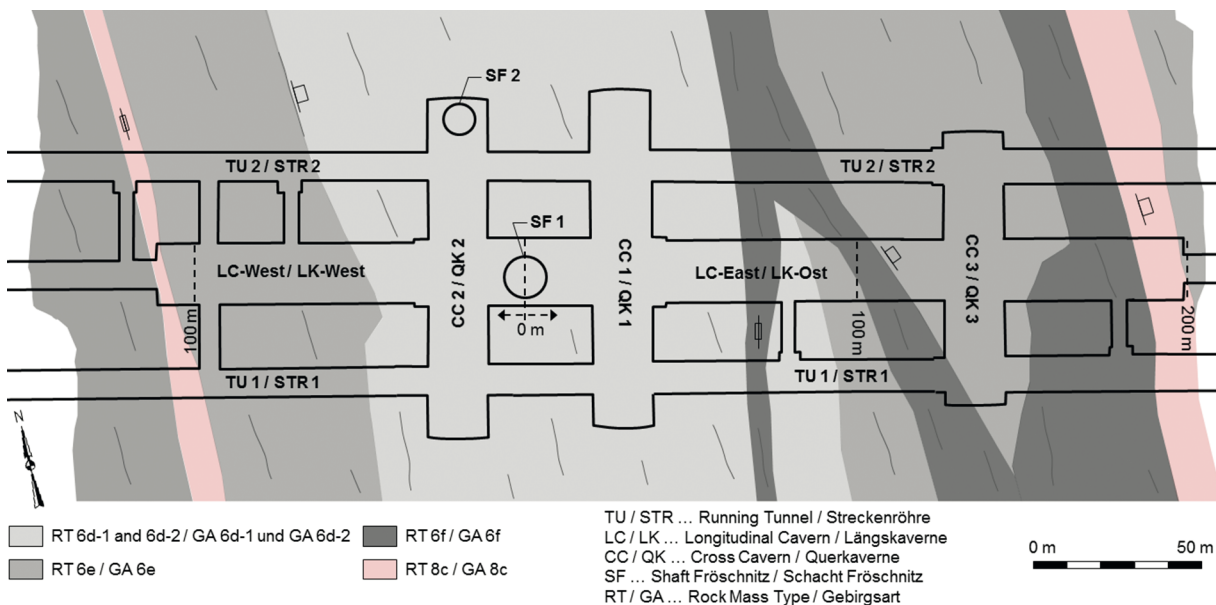 SF 2
TU 2 / STR 2
TU 2 / STR 2
SF 1
LC-West / LK-West
CC 2 / QK 2
CC 1 / QK 1
LC-East / LK-Ost
CC 3 / QK 3
100 m
0 m
100 m
200 m
TU 1 / STR 1
TU 1 / STR 1
N
RT 6d-1 and 6d-2 / GA 6d-1 und GA 6d-2
RT 6e / GA 6e
RT 6f / GA 6f
RT 8c / GA 8c
TU / STR ... Running Tunnel / Streckenröhre
LC / LK ... Longitudinal Cavern / Längskaverne
CC / QK ... Cross Cavern / Querkaverne
SF ... Shaft Fröschnitz / Schacht Fröschnitz
RT / GA ... Rock Mass Type / Gebirgsart
0 m 50 m